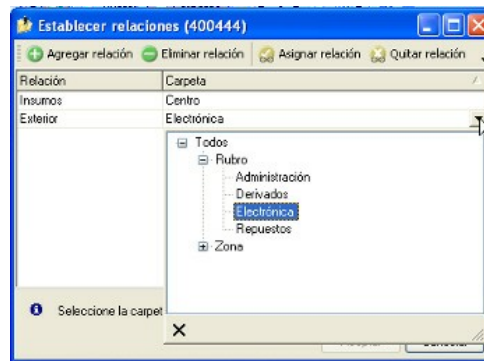 Establecer relaciones (400444)
Agregar relación Eliminar relación Asignar relación Quitar relación
Relación Carpeta
Insumos Centro
Exterior Electrónica
Todos
Rubro
Administración
Derivados
Electrónica
Repuestos
Zona
Seleccione la carpet